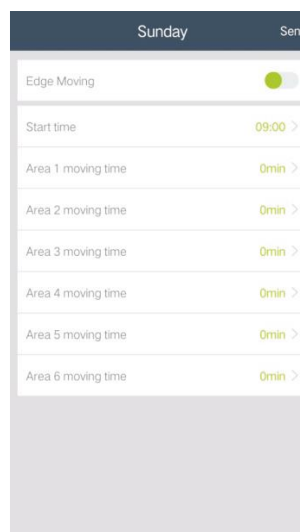 Sunday Sen
Edge Moving
Start time 09:00
Area 1 moving time 0min
Area 2 moving time 0min
Area 3 moving time 0min
Area 4 moving time 0min
Area 5 moving time 0min
Area 6 moving time 0min